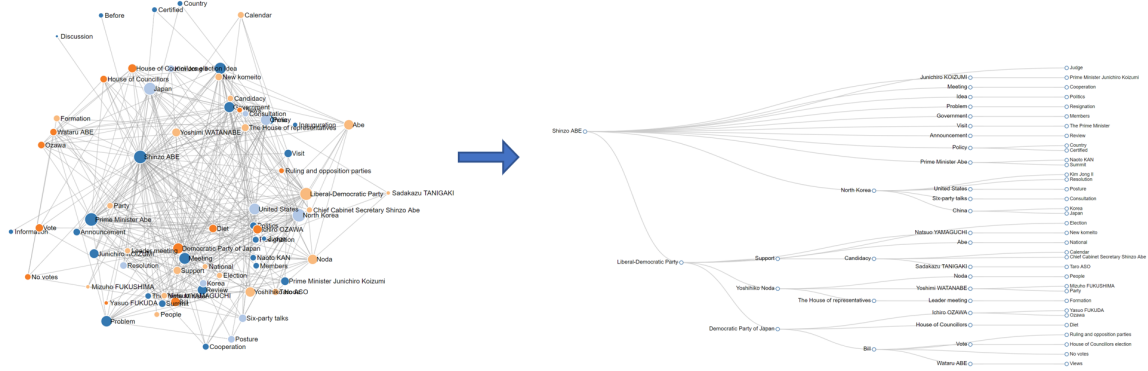 Country
Certified
Before
Calendar
Discussion
House of Councillors election
Idea
House of Councillors
New komeito
Japan
Candidacy
Government
Consultation
Formation
Inauguration
Abe
The House of representatives
Wataru ABE
Yoshimi WATANABE
Ozawa
Shinzo ABE
Visit
Ruling and opposition parties
Liberal-Democratic Party
Sadakazu TANIGAKI
Party
United States
Chief Cabinet Secretary Shinzo Abe
North Korea
Prime Minister Abe
Vote
Diet
Ichiro OZAWA
Information
Announcement
Leader meeting
Democratic Party of Japan
Junichiro KOIZUMI
Meeting
Naoto KAN
Noda
Resolution
Support
National
Members
No votes
Election
Mizuho FUKUSHIMA
Korea
Prime Minister Junichiro Koizumi
Review
Taro ASO
Yasuo FUKUDA
Summit
People
Problem
Six-party talks
Posture
Cooperation
Judge
Junichiro KOIZUMI
Prime Minister Junichiro Koizumi
Meeting
Cooperation
Idea
Politics
Problem
Resignation
Government
Members
Visit
The Prime Minister
Shinzo ABE
Announcement
Review
Policy
Country
Certified
Prime Minister Abe
Naoto KAN
Summit
Kim Jong Il
Resolution
North Korea
United States
Posture
Six-party talks
Consultation
China
Korea
Japan
Election
Natsuo YAMAGUCHI
New komeito
Abe
National
Liberal-Democratic Party
Support
Candidacy
Calendar
Chief Cabinet Secretary Shinzo Abe
Sadakazu TANIGAKI
Taro ASO
Noda
People
Yoshihiko Noda
Yoshimi WATANABE
Mizuho FUKUSHIMA
Party
The House of representatives
Leader meeting
Formation
Ichiro OZAWA
Yasuo FUKUDA
Ozawa
Democratic Party of Japan
House of Councillors
Diet
Bill
Vote
Ruling and opposition parties
House of Councillors election
No votes
Wataru ABE
Views